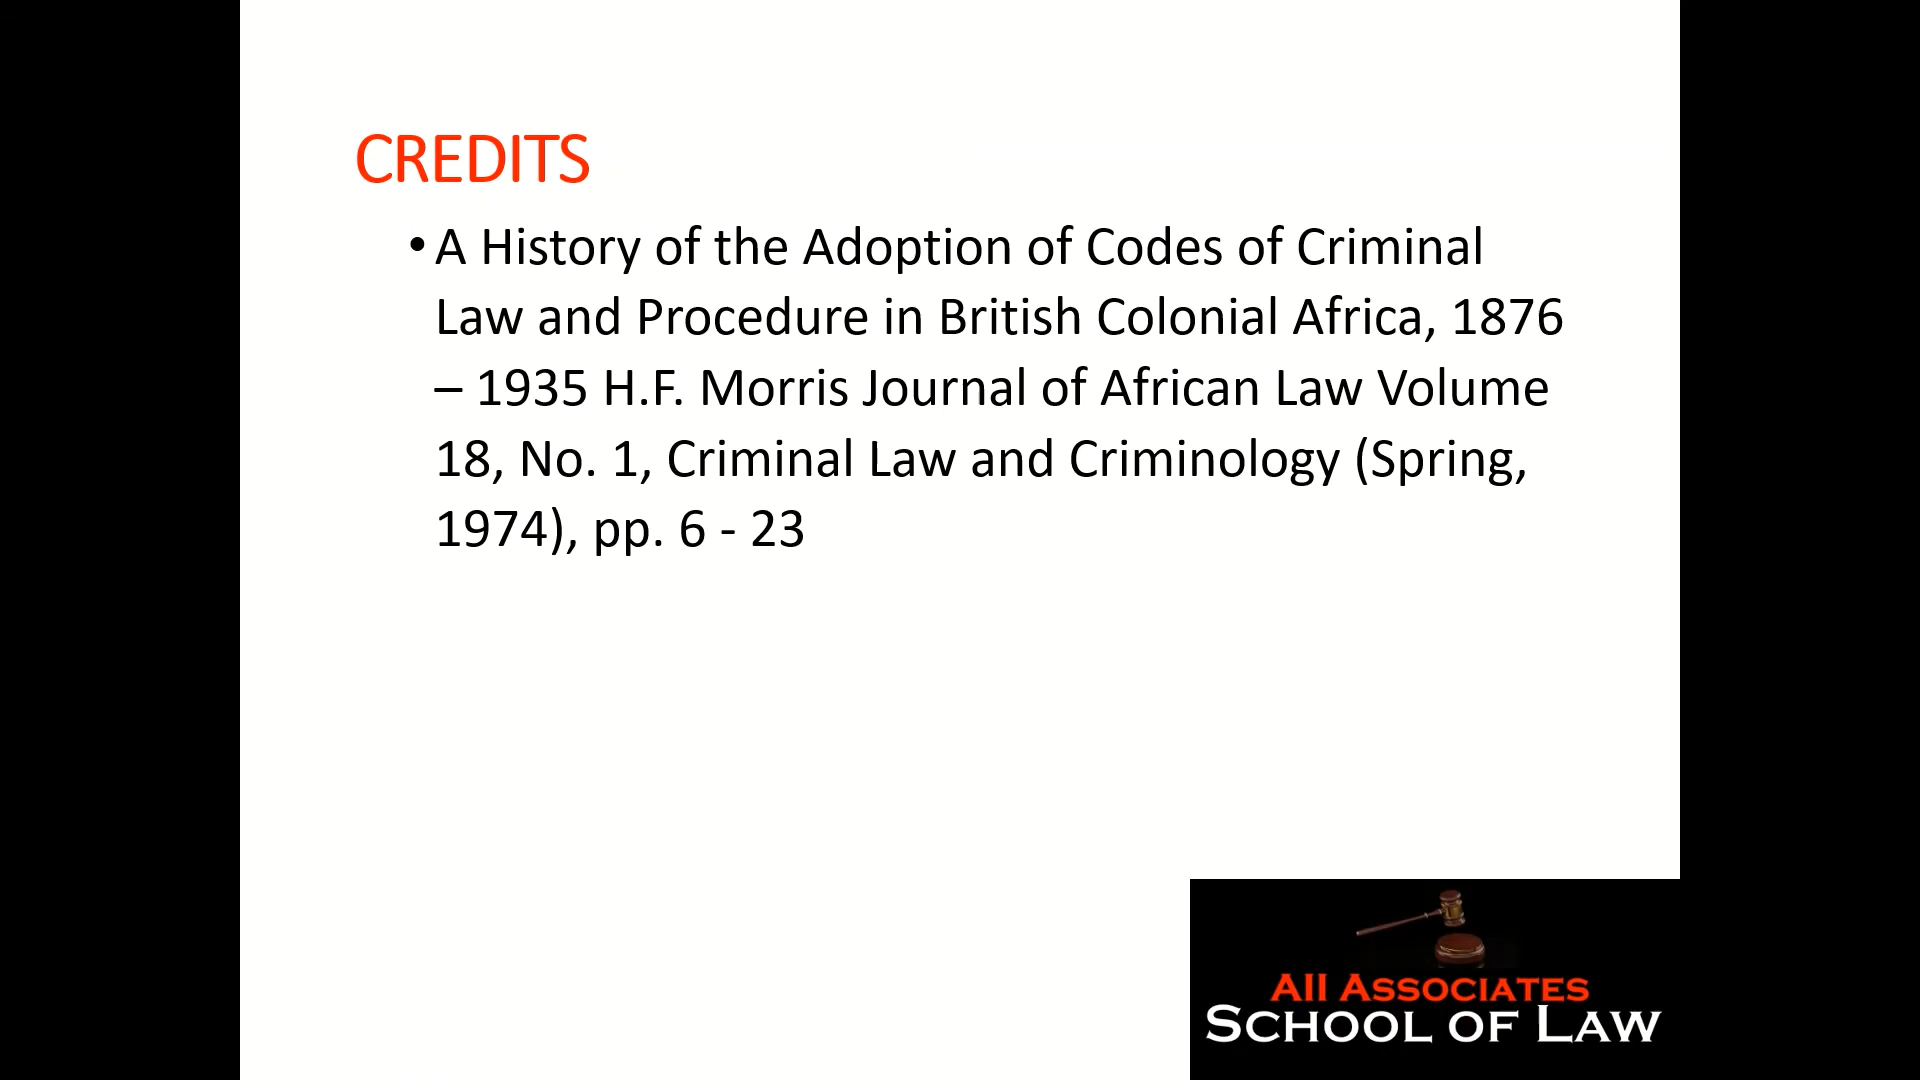 CREDITS
• A History of the Adoption of Codes of Criminal
Law and Procedure in British Colonial Africa, 1876
– 1935 H.F. Morris Journal of African Law Volume
18, No. 1, Criminal Law and Criminology (Spring,
1974), pp. 6 - 23
All Associates
School of Law